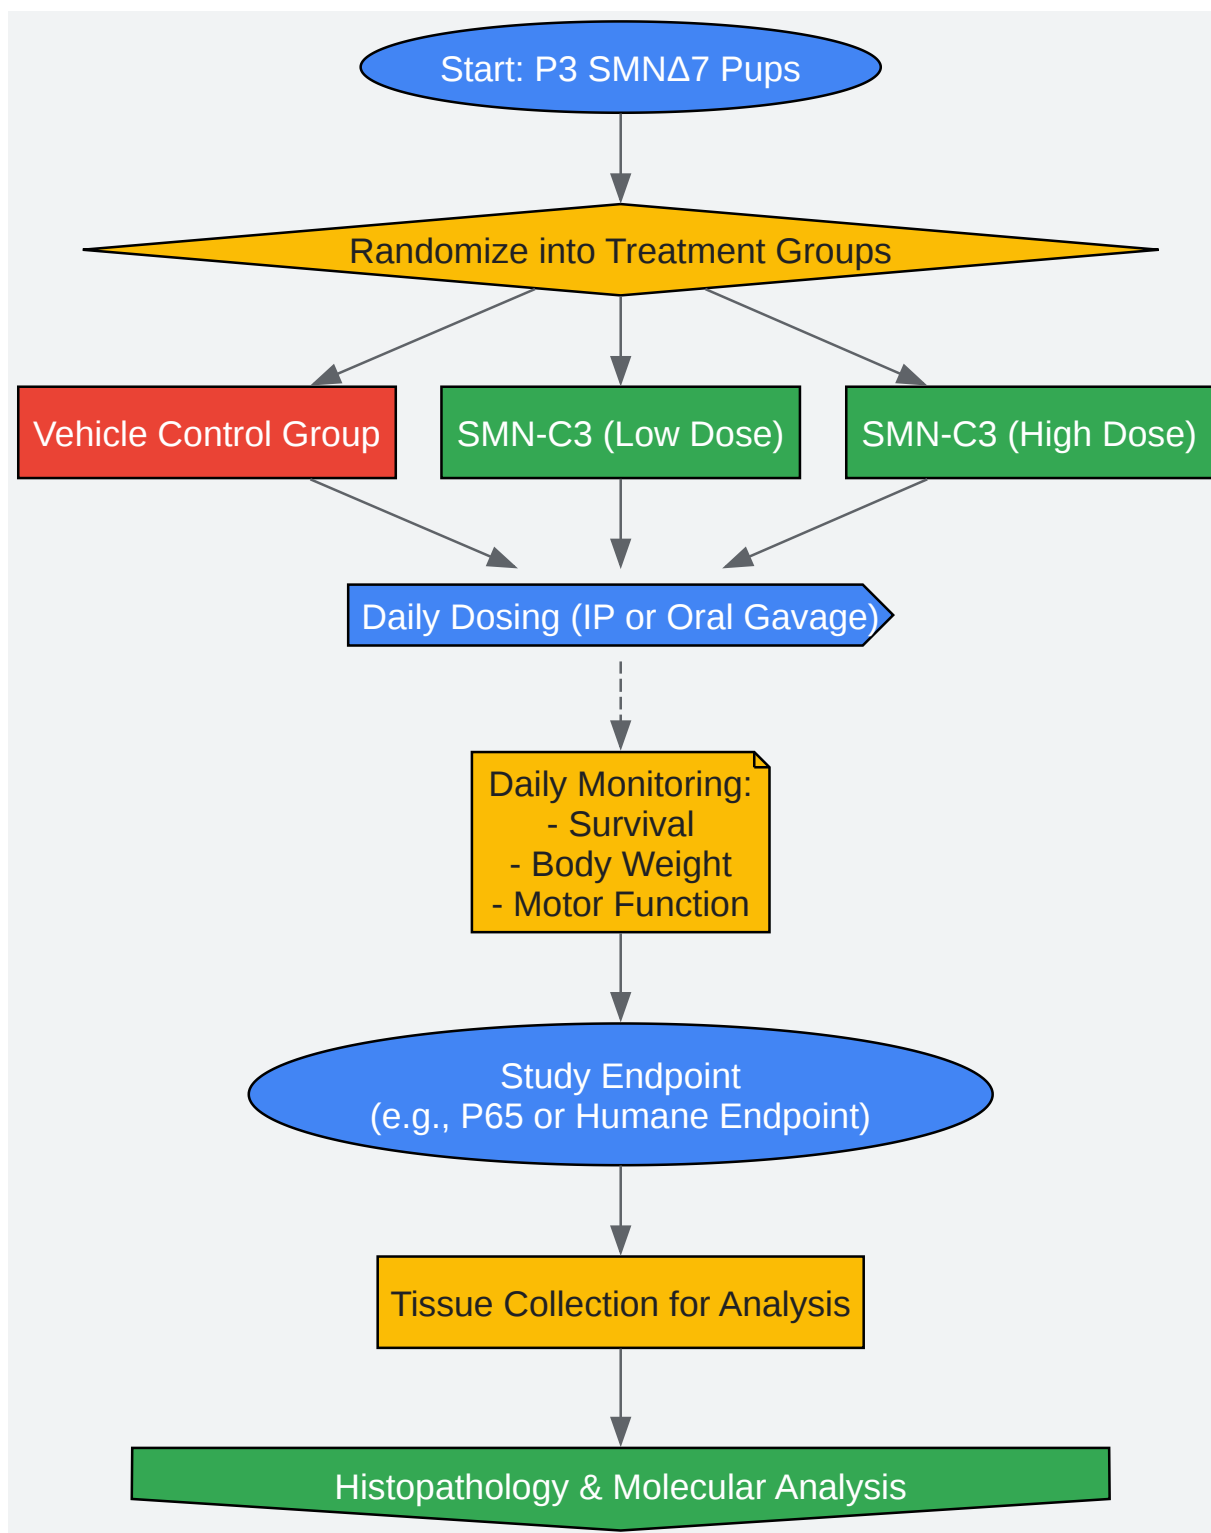 Start: P3 SMNΔ7 Pups
Randomize into Treatment Groups
Vehicle Control Group
SMN-C3 (Low Dose)
SMN-C3 (High Dose)
Daily Dosing (IP or Oral Gavage)
Daily Monitoring:
- Survival
- Body Weight
- Motor Function
Study Endpoint
(e.g., P65 or Humane Endpoint)
Tissue Collection for Analysis
Histopathology & Molecular Analysis